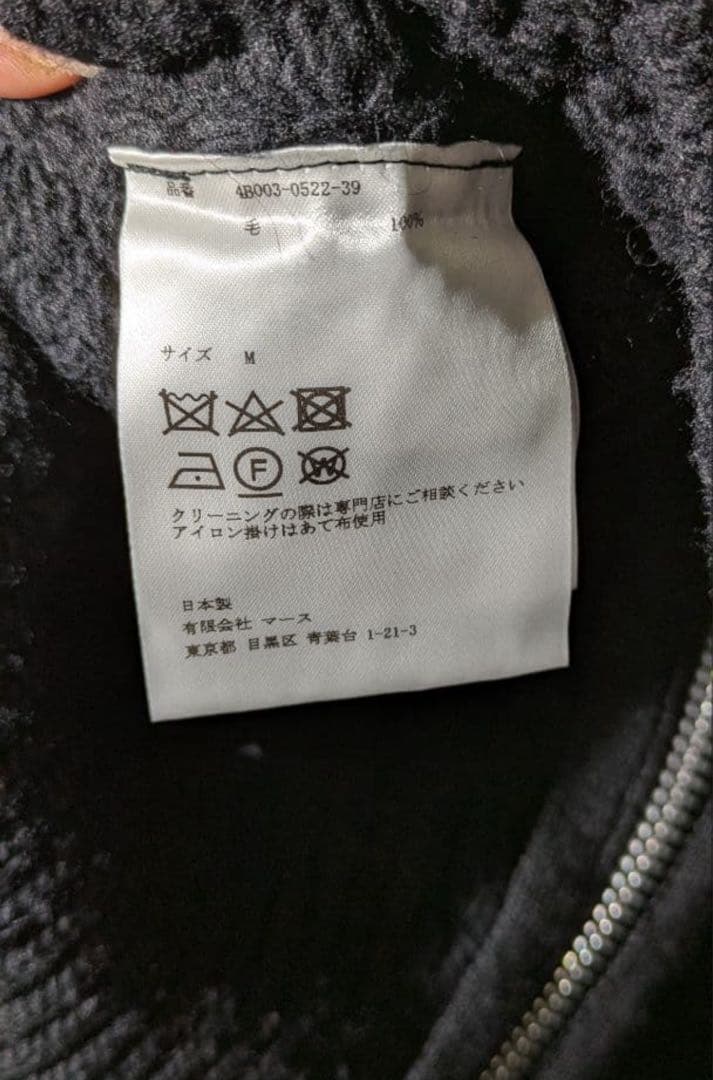 品番 4B003-0522-39
毛 100%
サイズ M
F
W
クリーニングの際は専門店にご相談ください
アイロン掛けはあて布使用
日本製
有限会社 マース
東京都 目黒区 青葉台 1-21-3